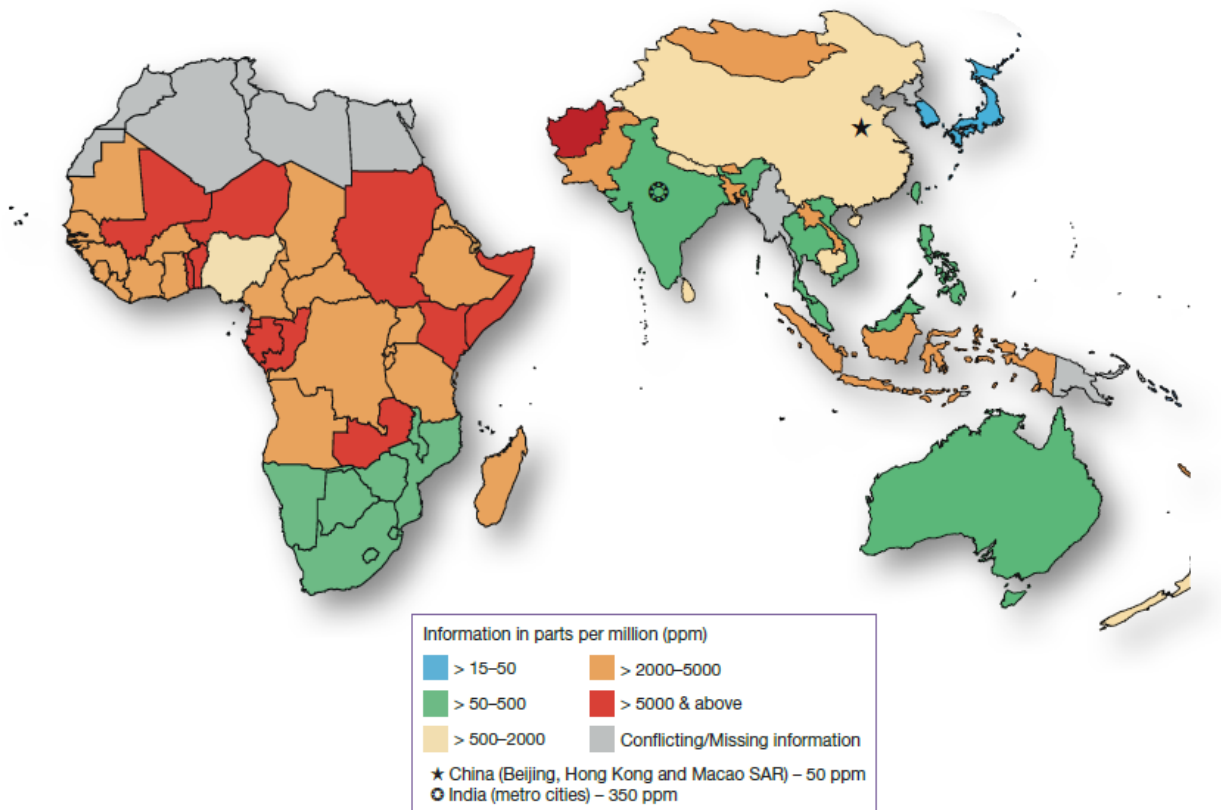 Information in parts per million (ppm)
> 15–50
> 2000–5000
> 50–500
> 5000 & above
> 500–2000
Conflicting/Missing information
★ China (Beijing, Hong Kong and Macao SAR) – 50 ppm
✪ India (metro cities) – 350 ppm